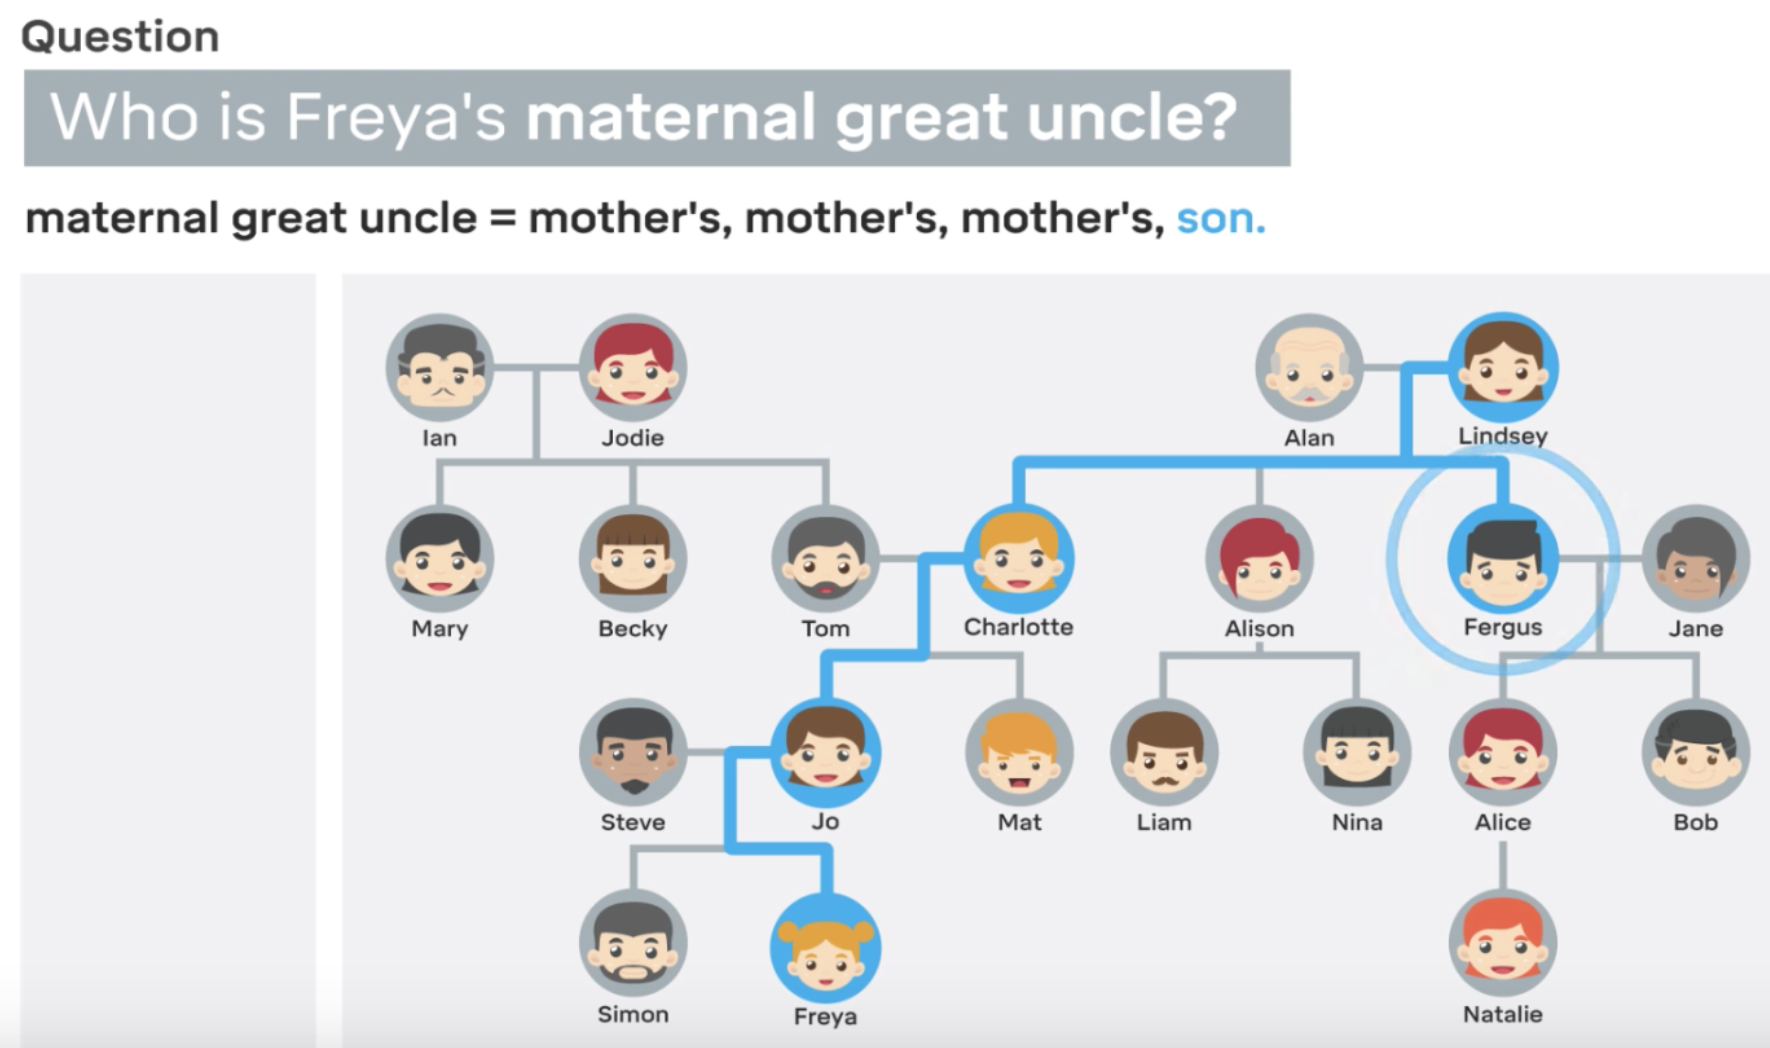 Question
Who is Freya's maternal great uncle?
maternal great uncle = mother's, mother's, mother's, son.
Ian Jodie Alan Lindsey
Mary Becky Tom Charlotte Alison Fergus Jane
Steve Jo Mat Liam Nina Alice Bob
Simon Freya Natalie